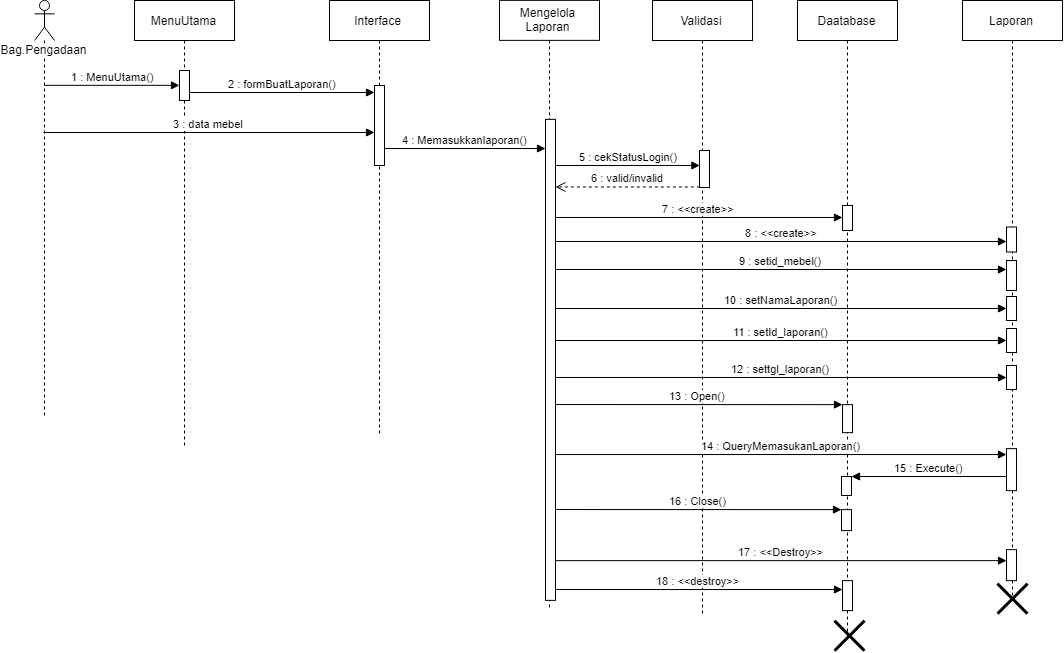 MenuUtama
Interface
Mengelola
Laporan
Validasi
Daatabase
Laporan
Bag.Pengadaan
1 : MenuUtama()
2 : formBuatLaporan()
3 : data mebel
4 : Memasukkanlaporan()
5 : cekStatusLogin()
6 : valid/invalid
7 : <<create>>
8 : <<create>>
9 : setid_mebel()
10 : setNamaLaporan()
11 : setId_laporan()
12 : settgl_laporan()
13 : Open()
14 : QueryMemasukanLaporan()
15 : Execute()
16 : Close()
17 : <<Destroy>>
18 : <<destroy>>